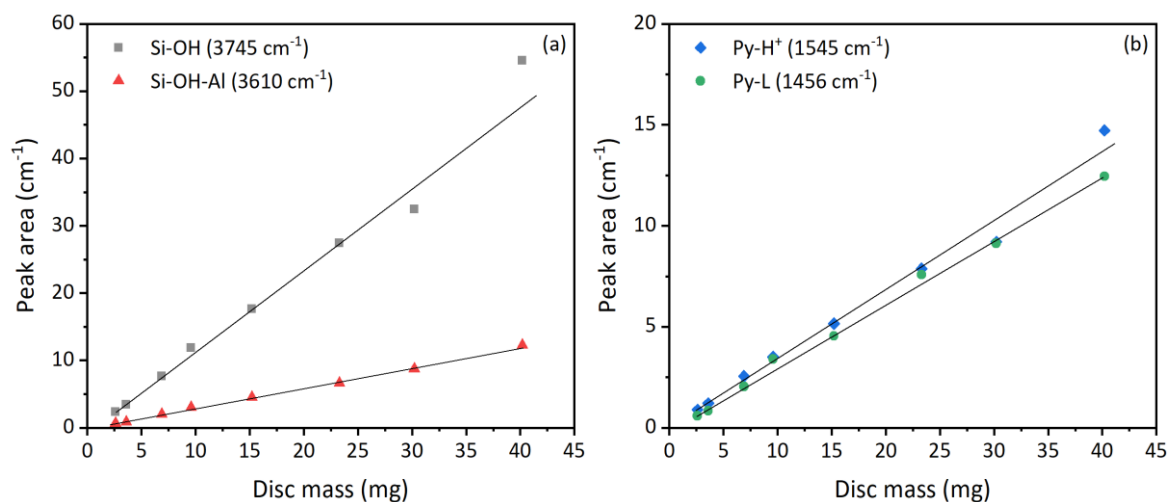 60
50
40
30
20
10
0
Peak area (cm⁻¹)
Si-OH (3745 cm⁻¹)
Si-OH-Al (3610 cm⁻¹)
(a)
0 5 10 15 20 25 30 35 40 45
Disc mass (mg)
20
15
10
5
0
Peak area (cm⁻¹)
Py-H⁺ (1545 cm⁻¹)
Py-L (1456 cm⁻¹)
(b)
0 5 10 15 20 25 30 35 40 45
Disc mass (mg)